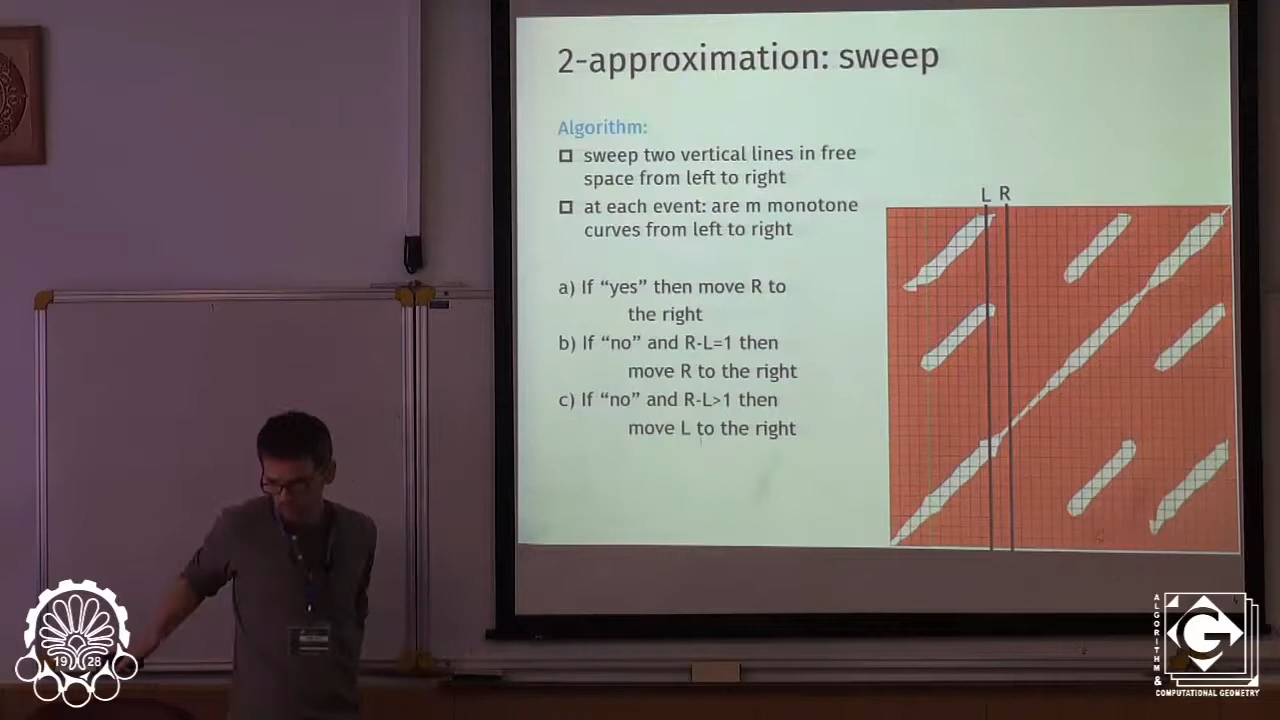 2-approximation: sweep
Algorithm:
sweep two vertical lines in free
space from left to right
at each event: are m monotone
curves from left to right
a) If “yes” then move R to
the right
b) If “no” and R-L=1 then
move R to the right
c) If “no” and R-L>1 then
move L to the right
L R
19 28
ALGORITHM
&
COMPUTATIONAL GEOMETRY
G